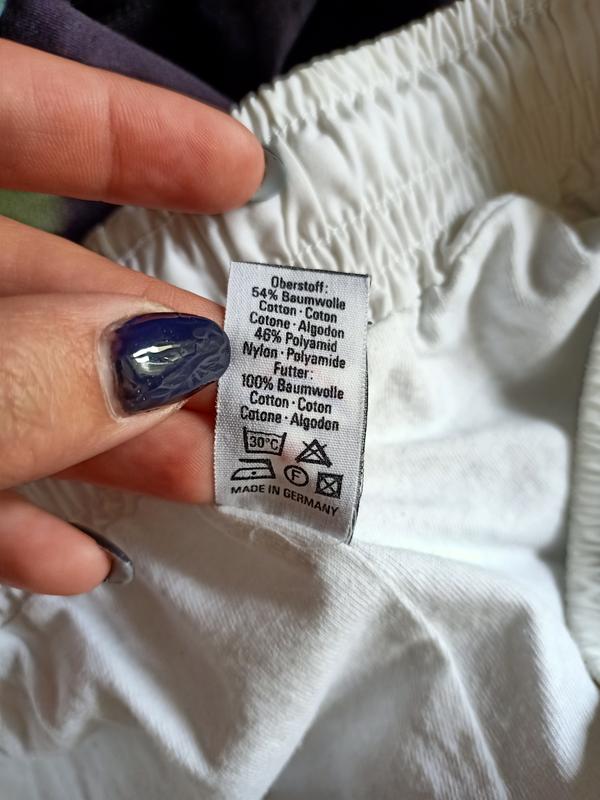 Oberstoff:
54% Baumwolle
Cotton·Coton
Cotone·Algodon
46% Polyamid
Nylon·Polyamide
Futter:
100% Baumwolle
Cotton·Coton
Cotone·Algodon
30°C
F
MADE IN GERMANY